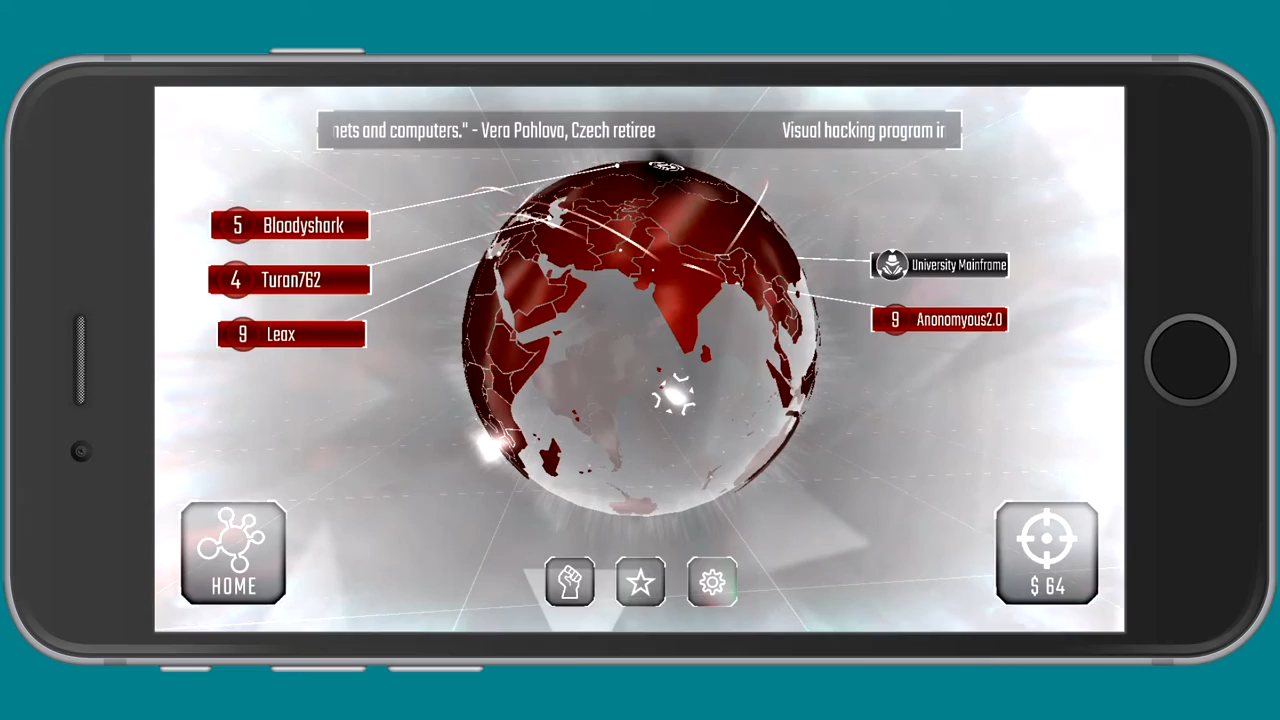 nets and computers." - Vera Pohlova, Czech retiree
Visual hacking program in
5 Bloodyshark
4 Turan762
9 Leax
University Mainframe
9 Anonomyous2.0
HOME
$ 64